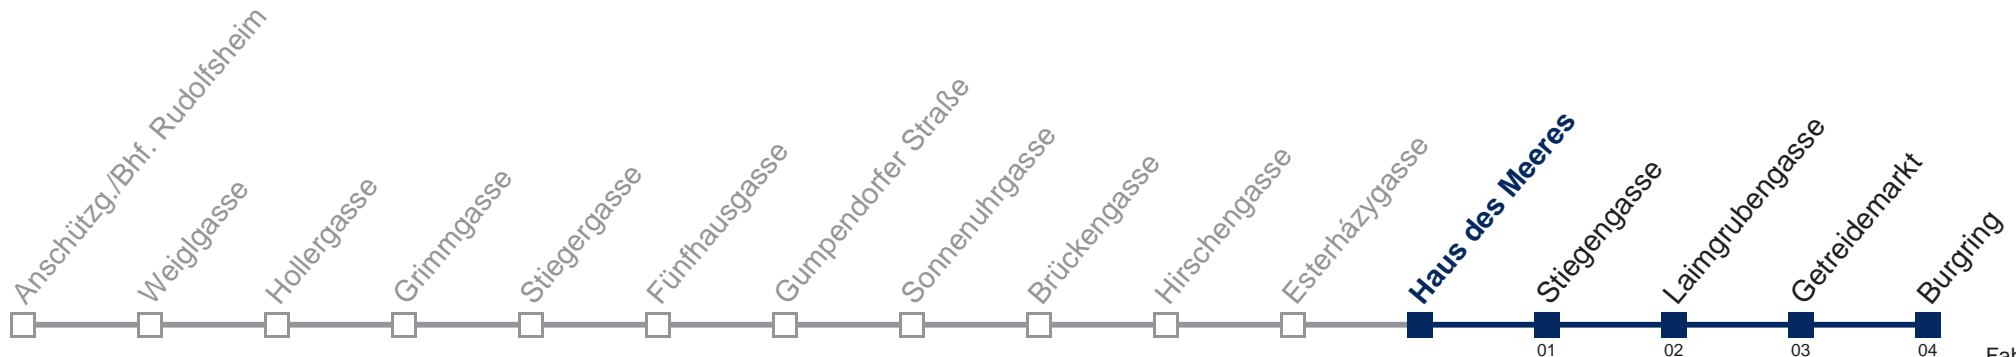 Anschützg./Bhf. Rudolfsheim
Weiglgasse
Hollergasse
Grimmgasse
Stiegergasse
Fünfhausgasse
Gumpendorfer Straße
Sonnenuhrgasse
Brückengasse
Hirschengasse
Esterházygasse
Haus des Meeres
Stiegengasse
Laimgrubengasse
Getreidemarkt
Burgring
01 02 03 04